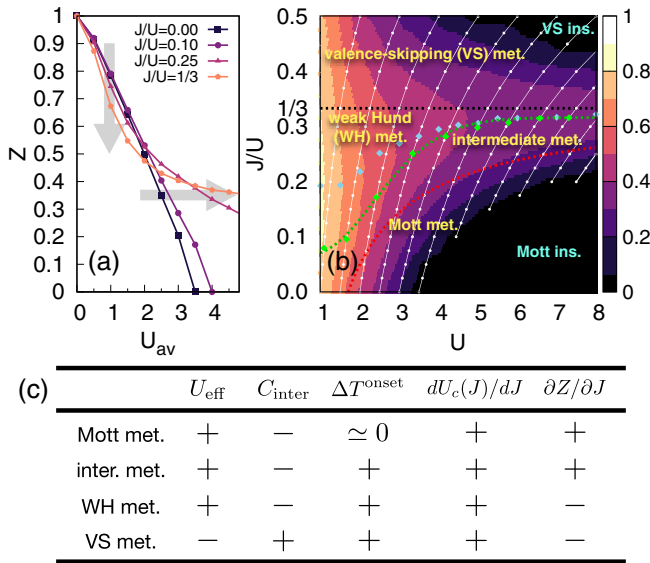 J/U=0.00
J/U=0.10
J/U=0.25
J/U=1/3
1
0.9
0.8
0.7
0.6
0.5
0.4
0.3
0.2
0.1
0
Z
(a)
0 1 2 3 4
U_av
0.5
0.4
1/3
0.3
0.2
0.1
0.0
J/U
VS ins.
valence-skipping (VS) met.
weak Hund
(WH) met.
intermediate met.
Mott met.
Mott ins.
(b)
1 2 3 4 5 6 7 8
U
1
0.8
0.6
0.4
0.2
0
(c)
U_eff C_inter ΔT^onset dU_c(J)/dJ ∂Z/∂J
Mott met. + − ≃ 0 + +
inter. met. + − + + +
WH met. + − + + −
VS met. − + + + −